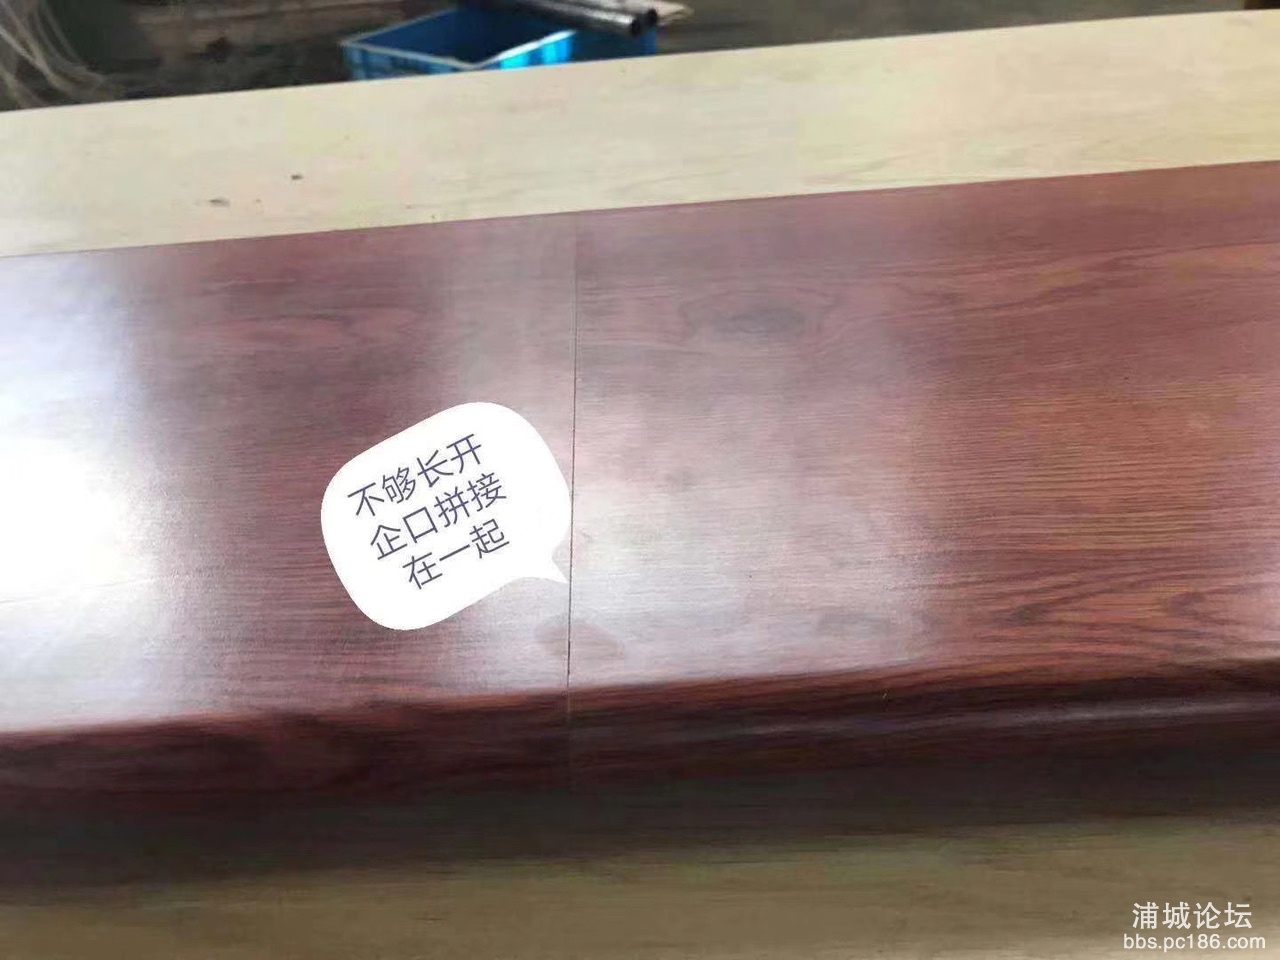 不够长开
企口拼接
在一起
浦城论坛
bbs.pc186.com